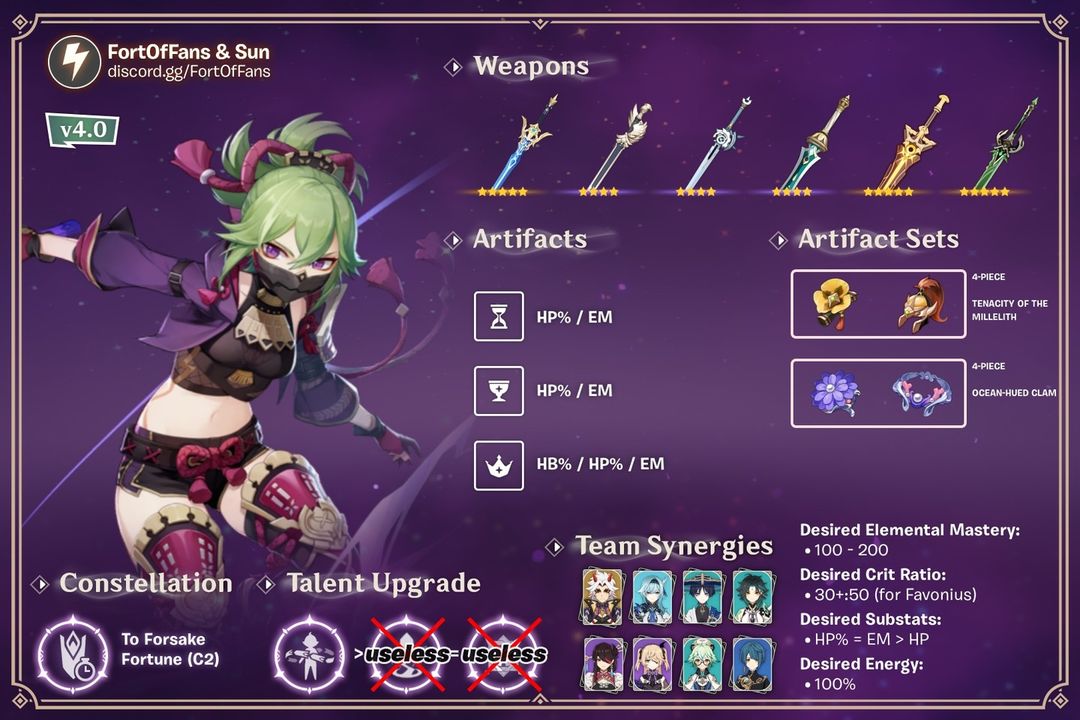 FortOfFans & Sun
discord.gg/FortOfFans
v4.0
Weapons
Artifacts
HP% / EM
HP% / EM
HB% / HP% / EM
Artifact Sets
4-PIECE
TENACITY OF THE
MILLELITH
4-PIECE
OCEAN-HUED CLAM
Constellation
To Forsake
Fortune (C2)
Talent Upgrade
>useless=useless
Team Synergies
Desired Elemental Mastery:
• 100 - 200
Desired Crit Ratio:
• 30+:50 (for Favonius)
Desired Substats:
• HP% = EM > HP
Desired Energy:
• 100%